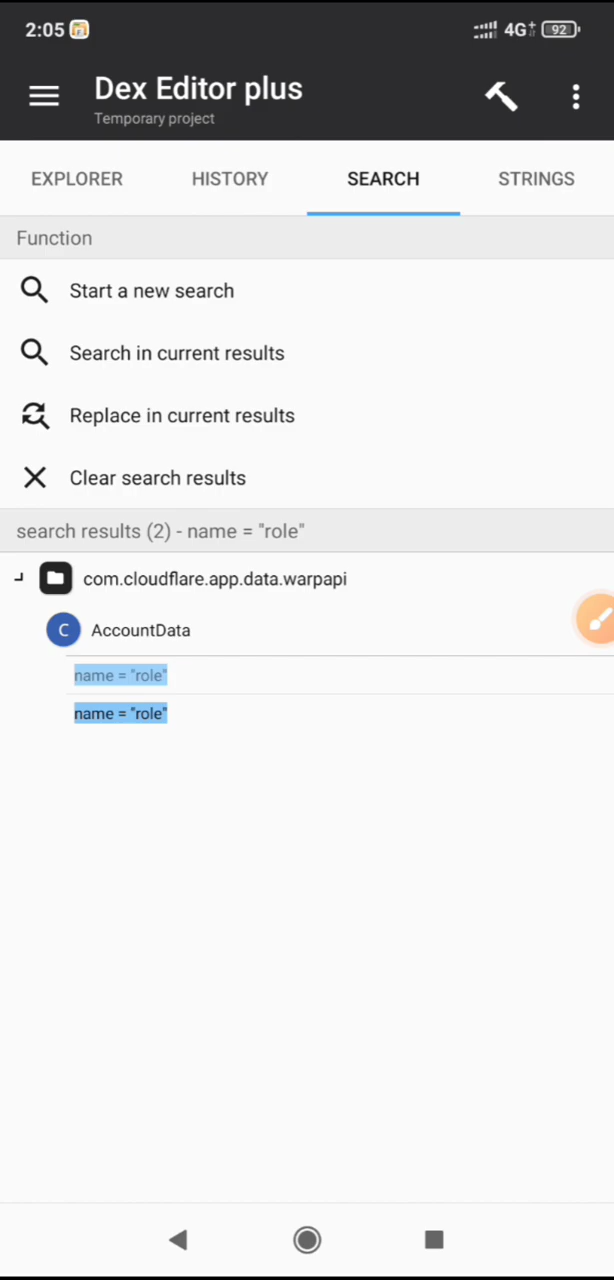 2:05 4G+ 92
Dex Editor plus
Temporary project
EXPLORER HISTORY SEARCH STRINGS
Function
Start a new search
Search in current results
Replace in current results
Clear search results
search results (2) - name = "role"
com.cloudflare.app.data.warpapi
C AccountData
name = "role"
name = "role"